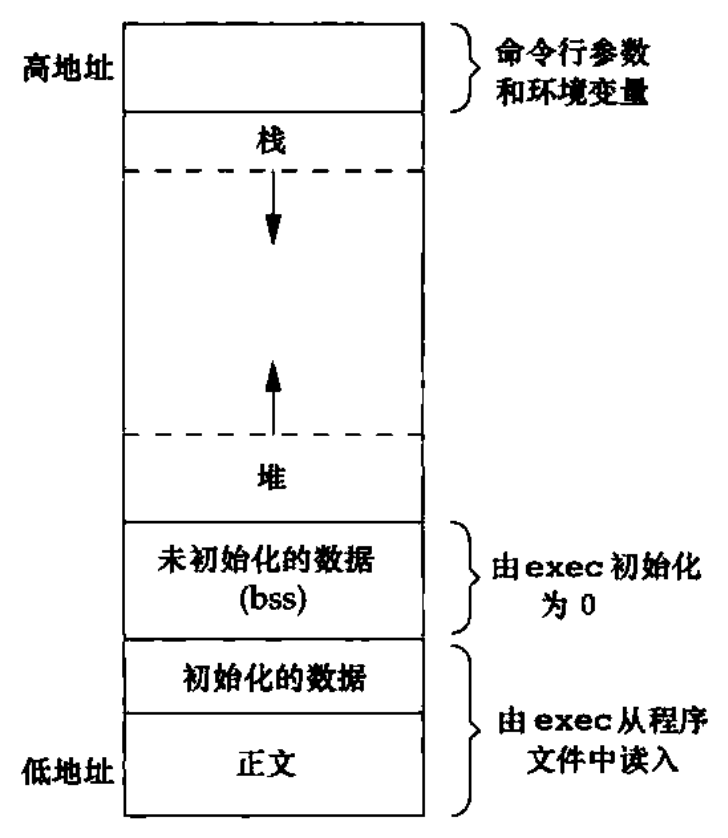 高地址
命令行参数
和环境变量
栈
堆
未初始化的数据
(bss)
由exec初始化
为 0
初始化的数据
由exec从程序
文件中读入
正文
低地址